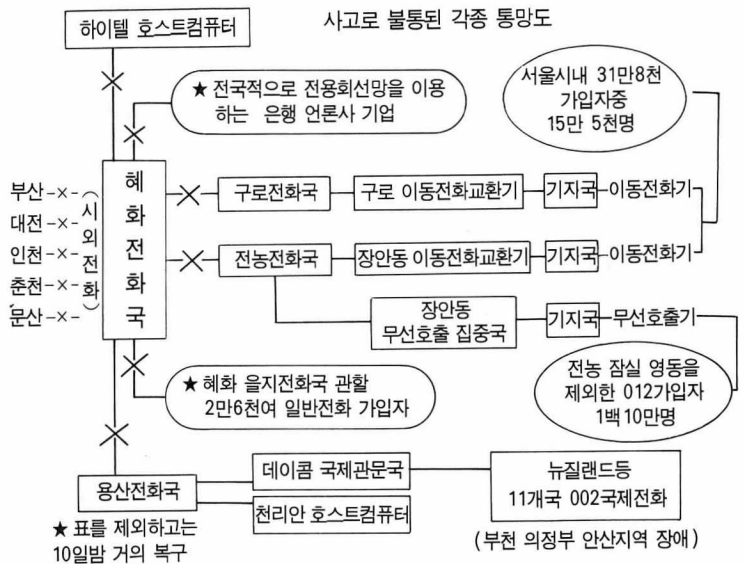 사고로 불통된 각종 통망도
하이텔 호스트컴퓨터
★ 전국적으로 전용회선망을 이용
하는 은행 언론사 기업
서울시내 31만8천
가입자중
15만 5천명
부산
대전
인천
춘천
문산
(시외전화)
혜화전화국
구로전화국
구로 이동전화교환기
기지국
이동전화기
전농전화국
장안동 이동전화교환기
기지국
이동전화기
장안동
무선호출 집중국
기지국
무선호출기
★ 혜화 을지전화국 관할
2만6천여 일반전화 가입자
전농 잠실 영동을
제외한 012가입자
1백10만명
용산전화국
데이콤 국제관문국
천리안 호스트컴퓨터
뉴질랜드등
11개국 002국제전화
(부천 의정부 안산지역 장애)
★ 표를 제외하고는
10일밤 거의 복구